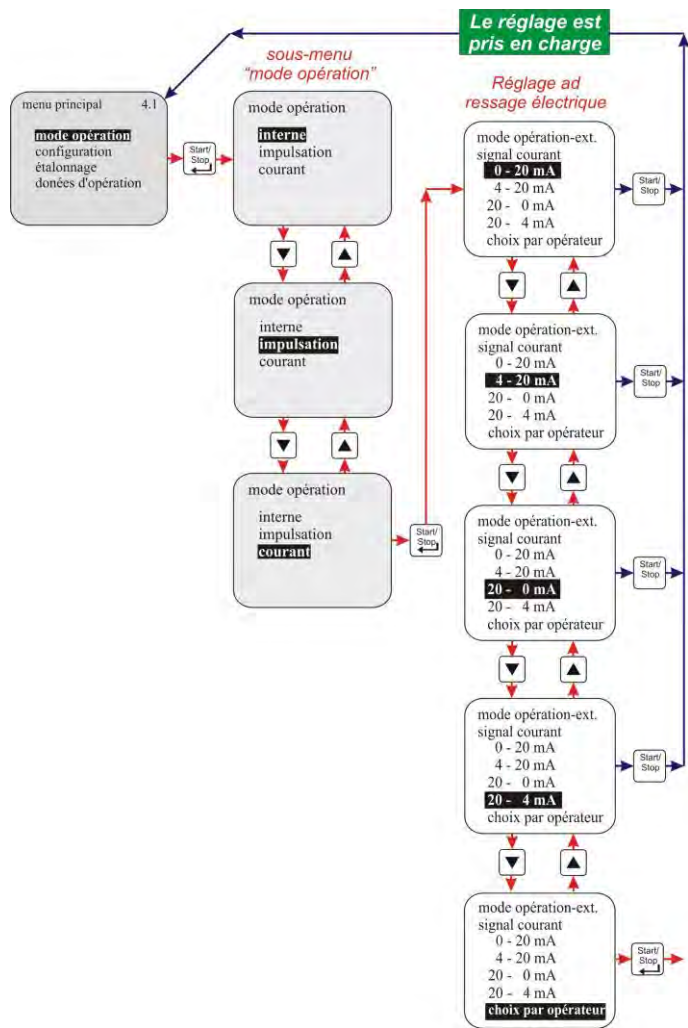 Le réglage est
pris en charge
sous-menu
"mode opération"
Réglage ad
ressage électrique
menu principal 4.1
mode opération
configuration
étalonnage
donées d'opération
Start/
Stop
mode opération
interne
impulsation
courant
mode opération
interne
impulsation
courant
mode opération
interne
impulsation
courant
Start/
Stop
mode opération-ext.
signal courant
0 - 20 mA
4 - 20 mA
20 - 0 mA
20 - 4 mA
choix par opérateur
Start/
Stop
mode opération-ext.
signal courant
0 - 20 mA
4 - 20 mA
20 - 0 mA
20 - 4 mA
choix par opérateur
Start/
Stop
mode opération-ext.
signal courant
0 - 20 mA
4 - 20 mA
20 - 0 mA
20 - 4 mA
choix par opérateur
Start/
Stop
mode opération-ext.
signal courant
0 - 20 mA
4 - 20 mA
20 - 0 mA
20 - 4 mA
choix par opérateur
Start/
Stop
mode opération-ext.
signal courant
0 - 20 mA
4 - 20 mA
20 - 0 mA
20 - 4 mA
choix par opérateur
Start/
Stop